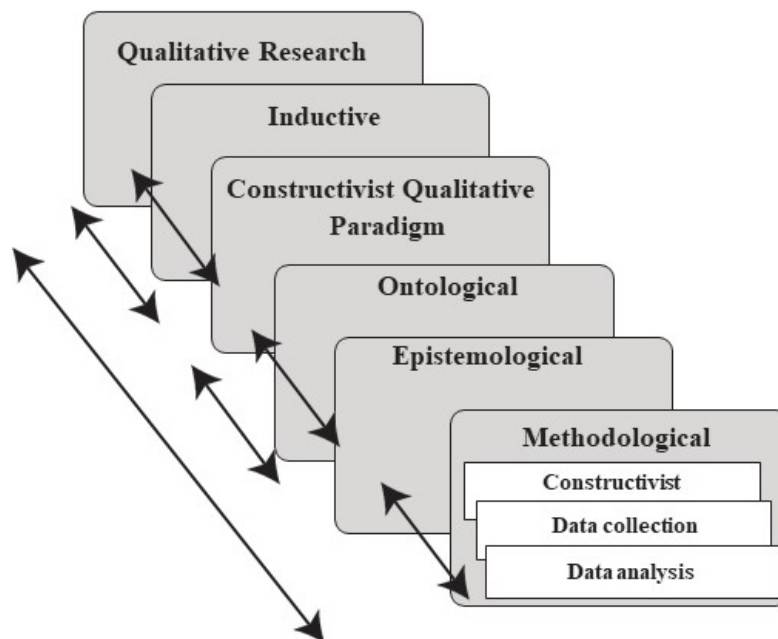 Qualitative Research
Inductive
Constructivist Qualitative
Paradigm
Ontological
Epistemological
Methodological
Constructivist
Data collection
Data analysis